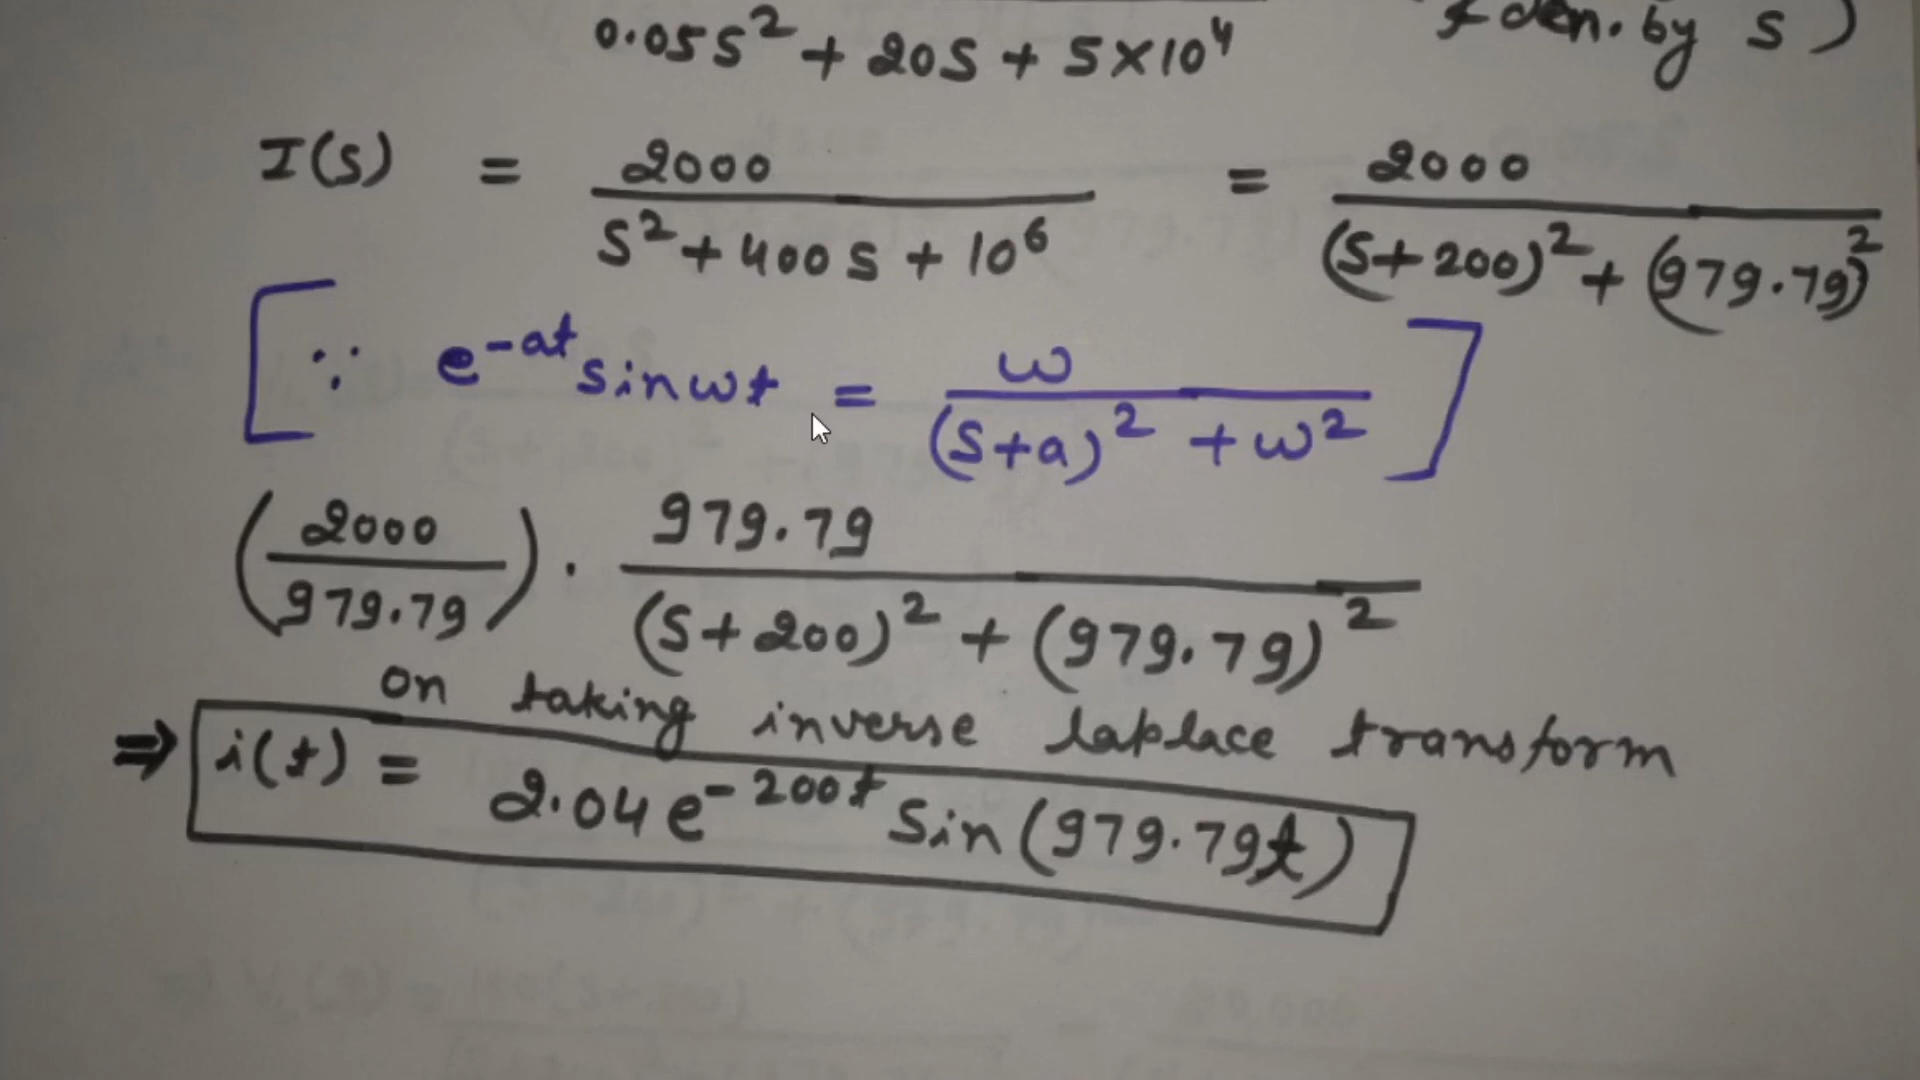 & den. by s)
0.05s² + 20s + 5×10⁴
I(s) = 2000 / (s² + 400s + 10⁶) = 2000 / ((s+200)² + (979.79)²)
[∵ e^-at sinωt = ω / ((s+a)² + ω²)]
(2000 / 979.79) . 979.79 / ((s+200)² + (979.79)²)
on taking inverse laplace transform
⇒ i(t) = 2.04 e^-200t sin(979.79t)